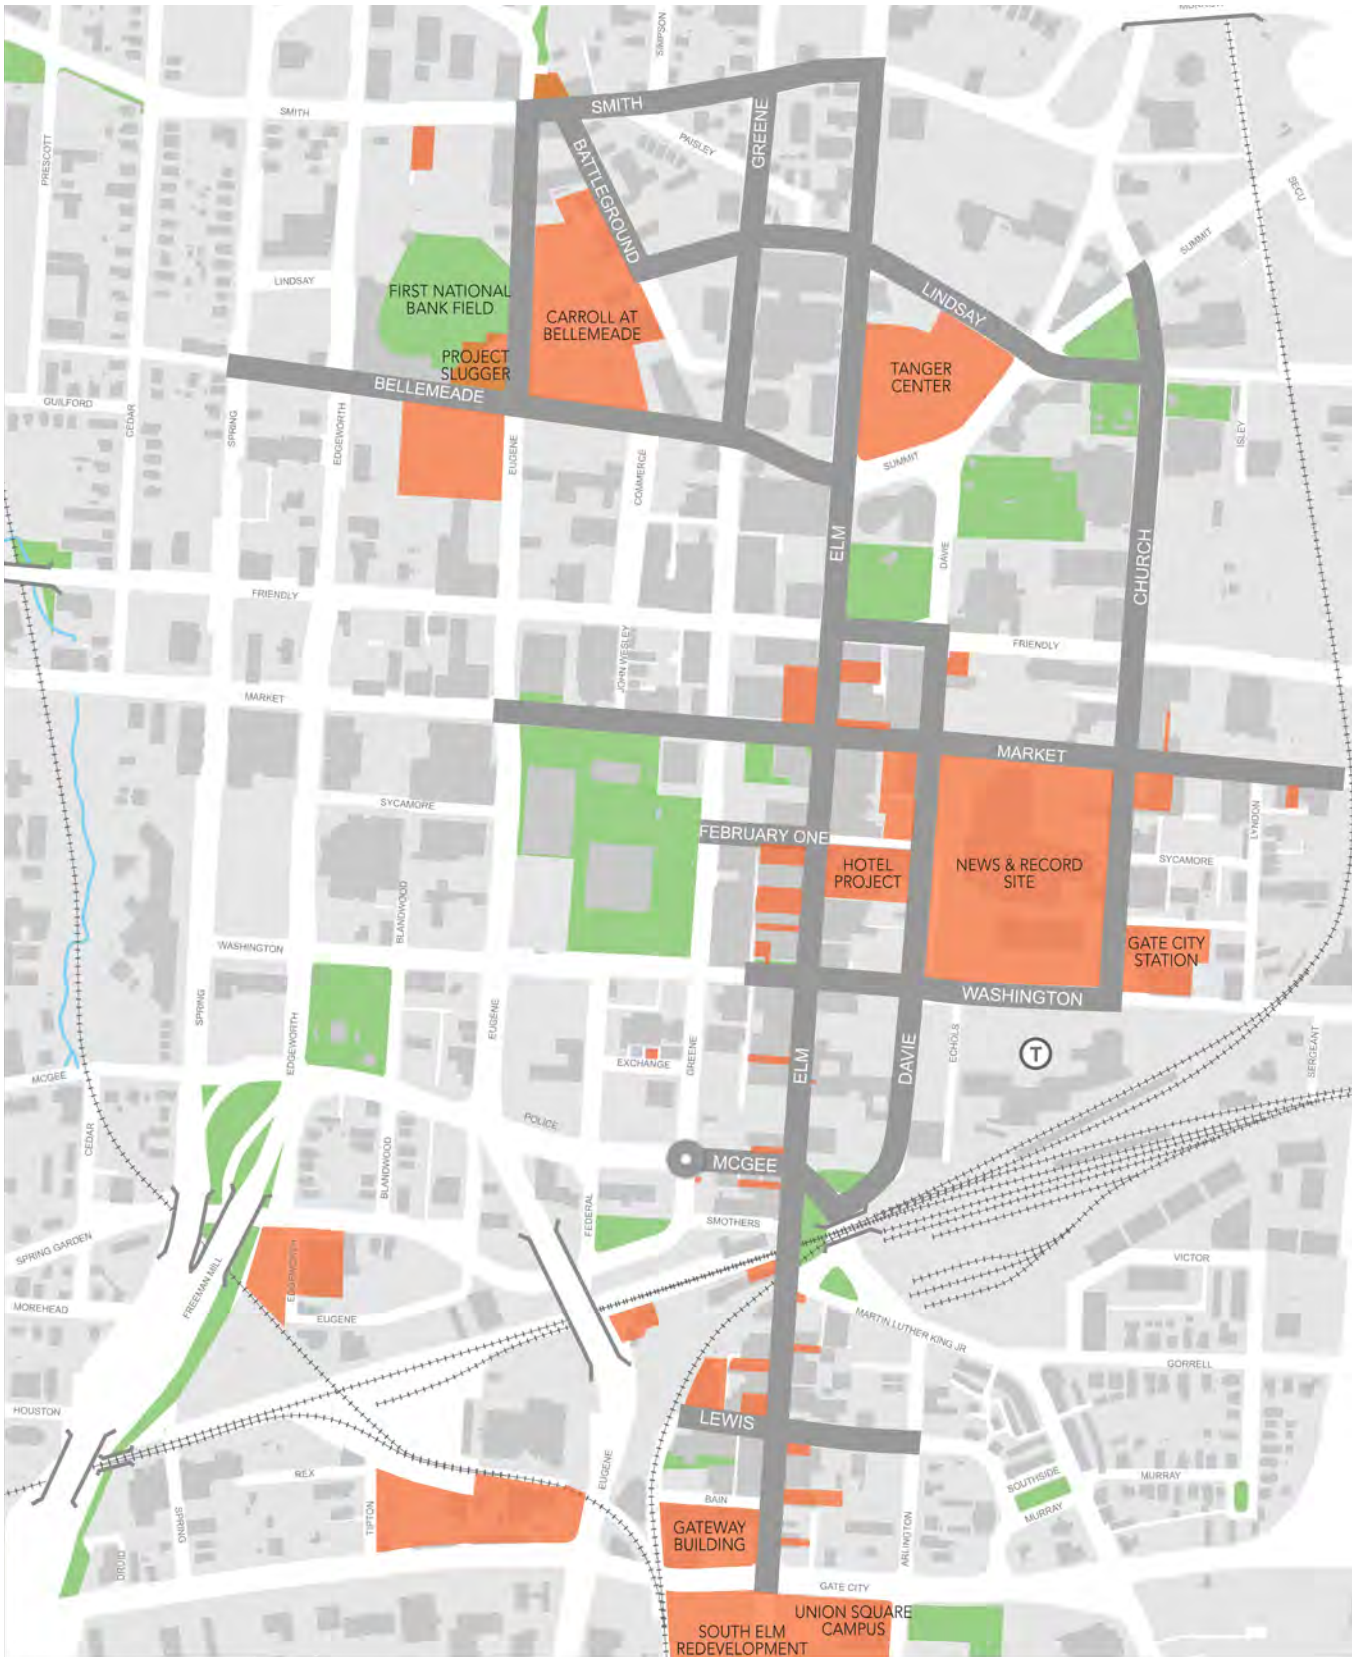 SIMPSON
SMITH
SMITH
PRESCOTT
GREENE
PAISLEY
BATTLEGROUND
SECU
SUMMIT
LINDSAY
FIRST NATIONAL
BANK FIELD
LINDSAY
CARROLL AT
BELLEMEADE
PROJECT
SLUGGER
TANGER
CENTER
BELLEMEADE
GUILFORD
CEDAR
SPRING
EDGEWORTH
EUGENE
COMMERCE
SUMMIT
ISLEY
ELM
DAVIE
CHURCH
FRIENDLY
FRIENDLY
JOHN WESLEY
MARKET
MARKET
SYCAMORE
FEBRUARY ONE
LYNDON
HOTEL
PROJECT
NEWS & RECORD
SITE
SYCAMORE
BLANDWOOD
WASHINGTON
GATE CITY
STATION
WASHINGTON
SPRING
EDGEWORTH
EUGENE
GREENE
EXCHANGE
ELM
DAVIE
ECHOLS
T
SERGEANT
MCGEE
CEDAR
POLICE
BLANDWOOD
MCGEE
FEDERAL
SMOTHERS
SPRING GARDEN
FREEMAN MILL
EDGEWORTH
VICTOR
MOREHEAD
EUGENE
MARTIN LUTHER KING JR
GORRELL
HOUSTON
LEWIS
REX
EUGENE
SOUTHSIDE
MURRAY
MURRAY
BAIN
TIPTON
SPRING
DRUID
GATEWAY
BUILDING
ARLINGTON
GATE CITY
UNION SQUARE
CAMPUS
SOUTH ELM
REDEVELOPMENT